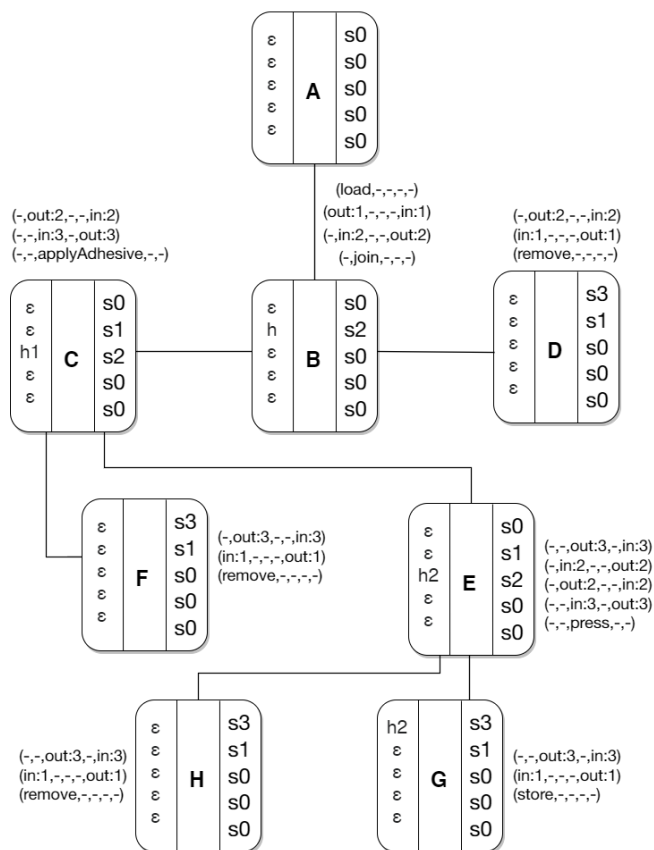 ε
ε
ε
ε
ε
A
s0
s0
s0
s0
s0
(load,-,-,-,-)
(out:1,-,-,-,in:1)
(-,in:2,-,-,out:2)
(-,join,-,-,-)
(-,out:2,-,-,in:2)
(-,-,in:3,-,out:3)
(-,-,applyAdhesive,-,-)
ε
ε
h1
ε
ε
C
s0
s1
s2
s0
s0
ε
h
ε
ε
ε
B
s0
s2
s0
s0
s0
(-,out:2,-,-,in:2)
(in:1,-,-,-,out:1)
(remove,-,-,-,-)
ε
ε
ε
ε
ε
D
s3
s1
s0
s0
s0
ε
ε
ε
ε
ε
F
s3
s1
s0
s0
s0
(-,out:3,-,-,in:3)
(in:1,-,-,-,out:1)
(remove,-,-,-,-)
ε
ε
h2
ε
ε
E
s0
s1
s2
s0
s0
(-,-,out:3,-,in:3)
(-,in:2,-,-,out:2)
(-,out:2,-,-,in:2)
(-,-,in:3,-,out:3)
(-,-,press,-,-)
(-,-,out:3,-,in:3)
(in:1,-,-,-,out:1)
(remove,-,-,-,-)
ε
ε
ε
ε
ε
H
s3
s1
s0
s0
s0
h2
ε
ε
ε
ε
G
s3
s1
s0
s0
s0
(-,-,out:3,-,in:3)
(in:1,-,-,-,out:1)
(store,-,-,-,-)